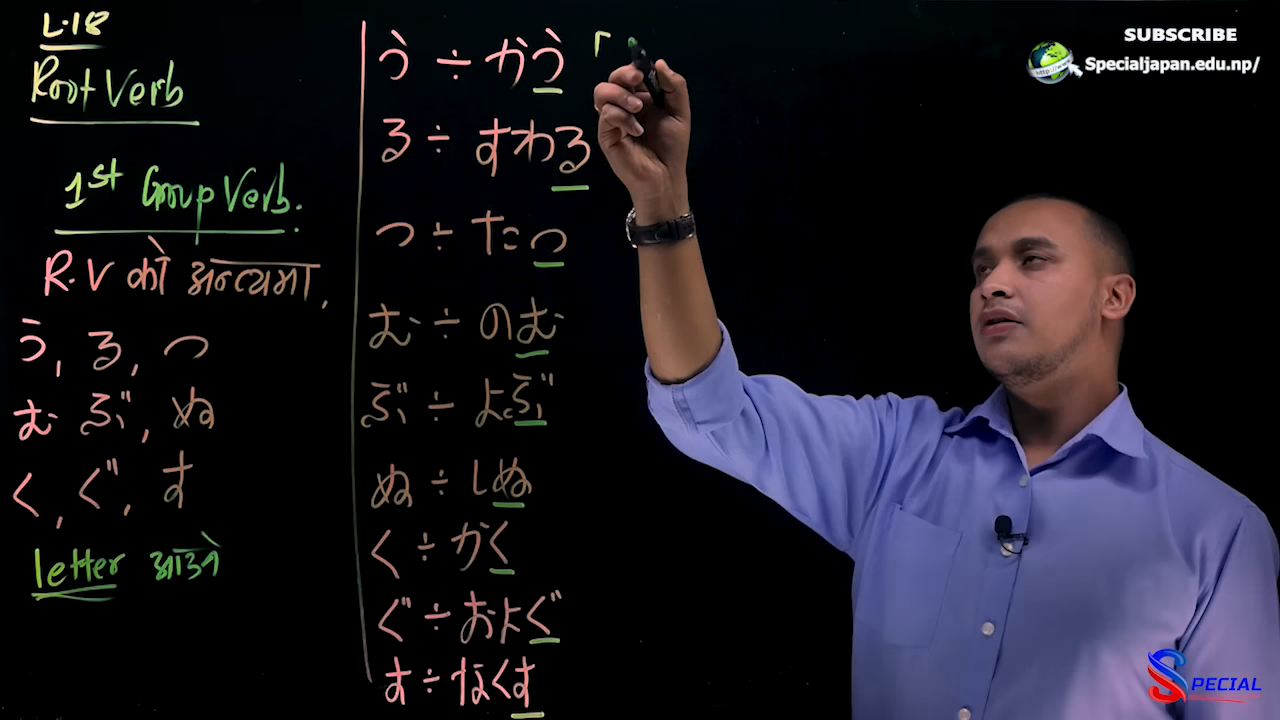 L.18
Root Verb
1st Group Verb.
R.V को अन्त्यमा,
う, る, つ
む ぶ, ぬ
く, ぐ, す
letter आउने
う ÷ かう 「
る ÷ すわる
つ ÷ たつ
む ÷ のむ
ぶ ÷ よぶ
ぬ ÷ しぬ
く ÷ かく
ぐ ÷ およぐ
す ÷ なくす
SUBSCRIBE
http://www
Specialjapan.edu.np/
SPECIAL